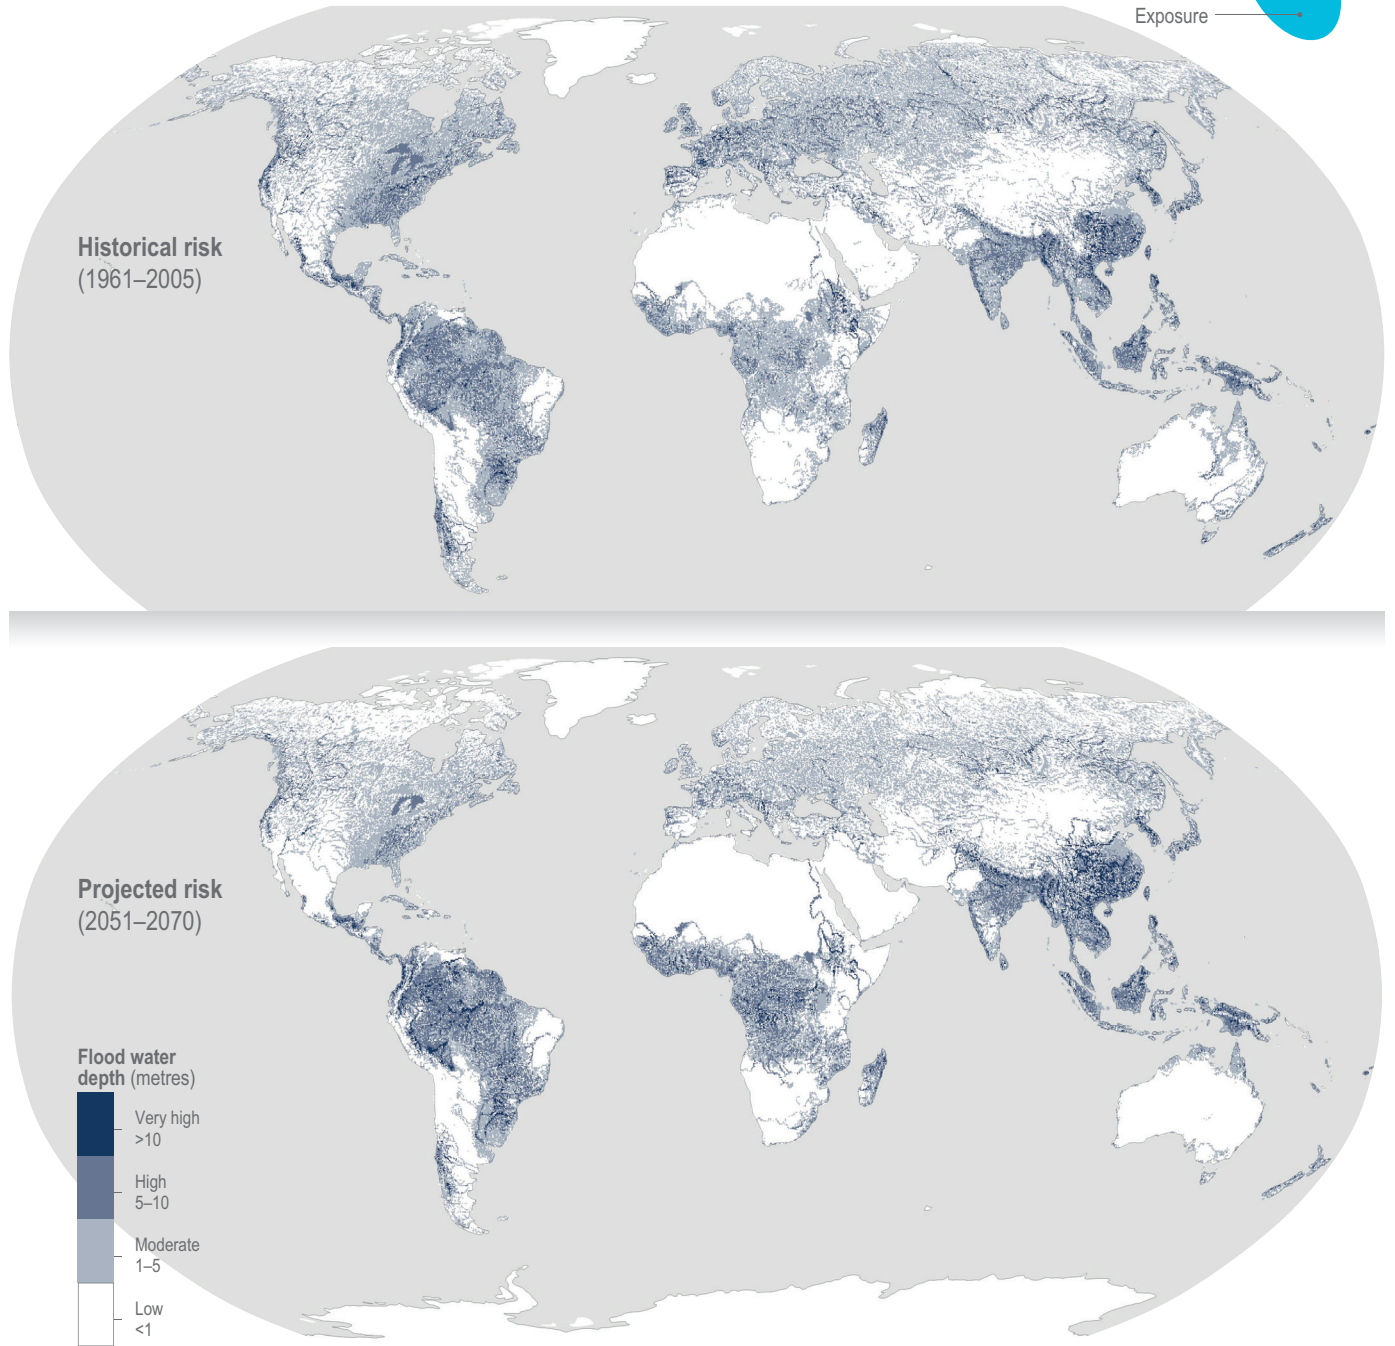 Exposure
Historical risk
(1961–2005)
Projected risk
(2051–2070)
Flood water
depth (metres)
Very high
>10
High
5–10
Moderate
1–5
Low
<1